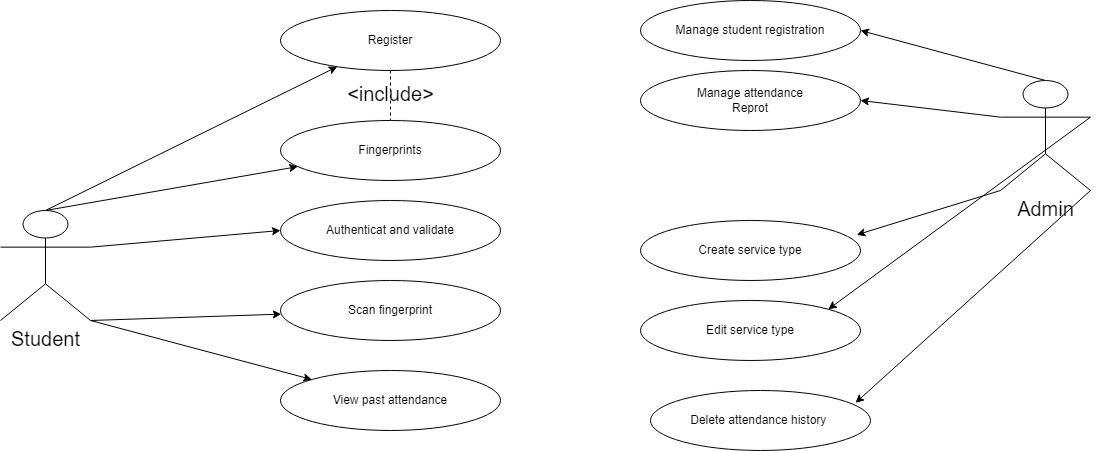 Register
<include>
Fingerprints
Authenticat and validate
Scan fingerprint
View past attendance
Student
Manage student registration
Manage attendance
Reprot
Create service type
Edit service type
Delete attendance history
Admin